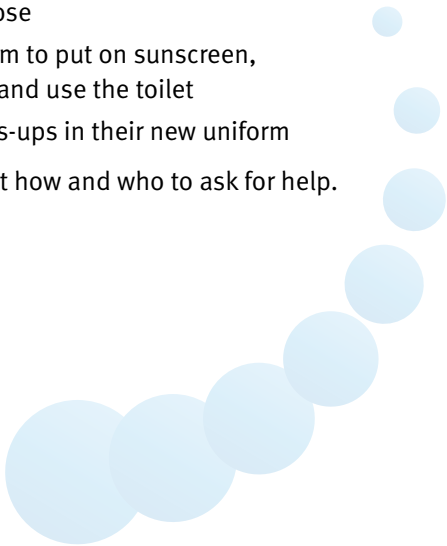 ose
m to put on sunscreen,
and use the toilet
s-ups in their new uniform
t how and who to ask for help.